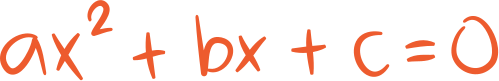 ax² + bx + c = 0